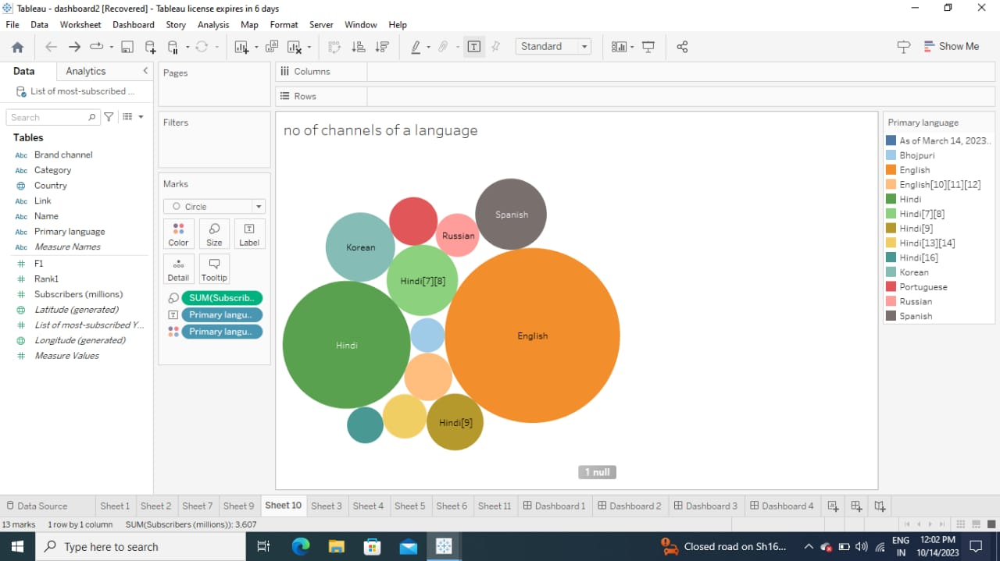 Tableau - dashboard2 [Recovered] - Tableau license expires in 6 days
File Data Worksheet Dashboard Story Analysis Map Format Server Window Help
Standard
Show Me
Data Analytics
List of most-subscribed ...
Search
Tables
Abc Brand channel
Abc Category
Country
Abc Link
Abc Name
Abc Primary language
Abc Measure Names
# F1
# Rank1
# Subscribers (millions)
Latitude (generated)
# List of most-subscribed Y...
Longitude (generated)
# Measure Values
Pages
Filters
Marks
Circle
Color Size Label
Detail Tooltip
SUM(Subscrib..
Primary langu..
Primary langu..
Columns
Rows
no of channels of a language
Spanish
Russian
Korean
Hindi[7][8]
English
Hindi
Hindi[9]
1 null
Primary language
As of March 14, 2023..
Bhojpuri
English
English[10][11][12]
Hindi
Hindi[7][8]
Hindi[9]
Hindi[13][14]
Hindi[16]
Korean
Portuguese
Russian
Spanish
Data Source Sheet 1 Sheet 2 Sheet 7 Sheet 9 Sheet 10 Sheet 3 Sheet 4 Sheet 5 Sheet 6 Sheet 11 Dashboard 1 Dashboard 2 Dashboard 3 Dashboard 4
13 marks 1 row by 1 column SUM(Subscribers (millions)): 3,607
Type here to search
Closed road on Sh16...
ENG
IN
12:02 PM
10/14/2023